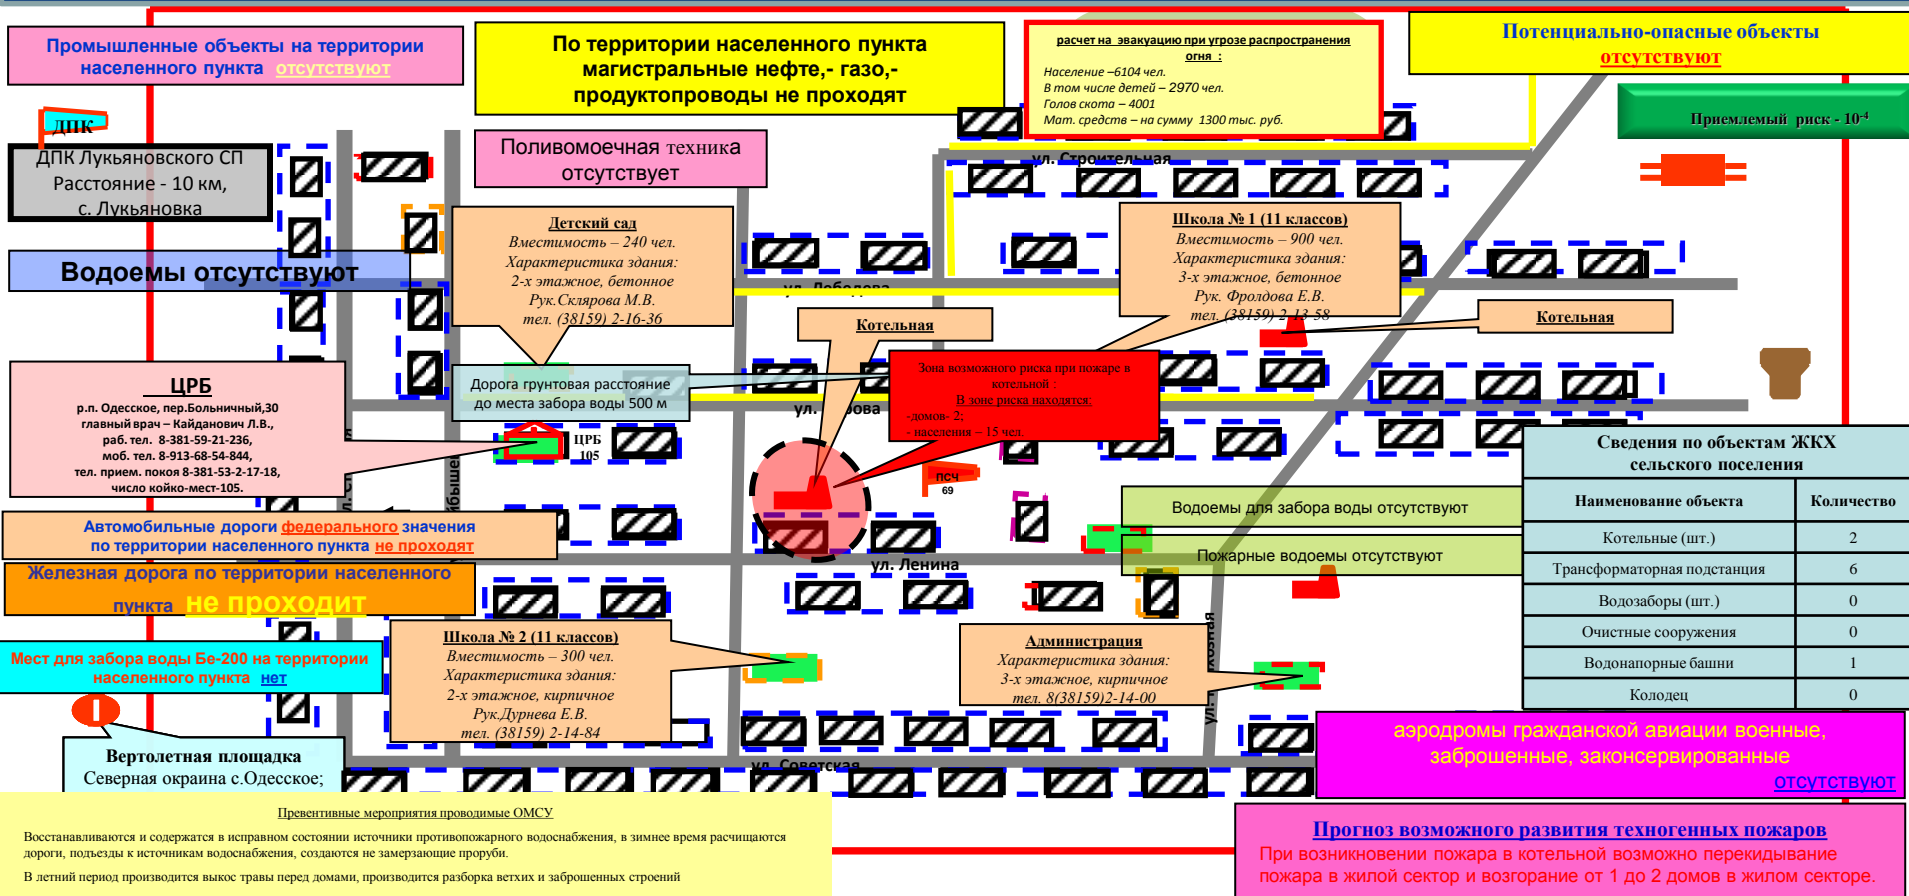 Промышленные объекты на территории
населенного пункта отсутствуют
По территории населенного пункта
магистральные нефте,- газо,-
продуктопроводы не проходят
расчет на эвакуацию при угрозе распространения
огня :
Население –6104 чел.
В том числе детей – 2970 чел.
Голов скота – 4001
Мат. средств – на сумму 1300 тыс. руб.
Потенциально-опасные объекты
отсутствуют
Приемлемый риск - 10-4
ДПК
ДПК Лукьяновского СП
Расстояние - 10 км,
с. Лукьяновка
Поливомоечная техника
отсутствует
ул. Строительная
Детский сад
Вместимость – 240 чел.
Характеристика здания:
2-х этажное, бетонное
Рук.Склярова М.В.
тел. (38159) 2-16-36
Школа № 1 (11 классов)
Вместимость – 900 чел.
Характеристика здания:
3-х этажное, бетонное
Рук. Фролдова Е.В.
тел. (38159) 2-13-58
Водоемы отсутствуют
ул. Лебедева
Котельная
Котельная
ЦРБ
р.п. Одесское, пер.Больничный,30
главный врач – Кайданович Л.В.,
раб. тел. 8-381-59-21-236,
моб. тел. 8-913-68-54-844,
тел. прием. покоя 8-381-53-2-17-18,
число койко-мест-105.
Дорога грунтовая расстояние
до места забора воды 500 м
Зона возможного риска при пожаре в
котельной :
В зоне риска находятся:
-домов- 2;
- населения – 15 чел.
ЦРБ
105
ПСЧ
69
Сведения по объектам ЖКХ
сельского поселения
Наименование объекта Количество
Котельные (шт.) 2
Трансформаторная подстанция 6
Водозаборы (шт.) 0
Очистные сооружения 0
Водонапорные башни 1
Колодец 0
Водоемы для забора воды отсутствуют
Пожарные водоемы отсутствуют
Автомобильные дороги федерального значения
по территории населенного пункта не проходят
ул. Ленина
Железная дорога по территории населенного
пункта не проходит
Школа № 2 (11 классов)
Вместимость – 300 чел.
Характеристика здания:
2-х этажное, кирпичное
Рук.Дурнева Е.В.
тел. (38159) 2-14-84
Администрация
Характеристика здания:
3-х этажное, кирпичное
тел. 8(38159)2-14-00
Мест для забора воды Бе-200 на территории
населенного пункта нет
Вертолетная площадка
Северная окраина с.Одесское;
ул. Советская
аэродромы гражданской авиации военные,
заброшенные, законсервированные
отсутствуют
Превентивные мероприятия проводимые ОМСУ
Восстанавливаются и содержатся в исправном состоянии источники противопожарного водоснабжения, в зимнее время расчищаются
дороги, подъезды к источникам водоснабжения, создаются не замерзающие проруби.
В летний период производится выкос травы перед домами, производится разборка ветхих и заброшенных строений
Прогноз возможного развития техногенных пожаров
При возникновении пожара в котельной возможно перекидывание
пожара в жилой сектор и возгорание от 1 до 2 домов в жилом секторе.